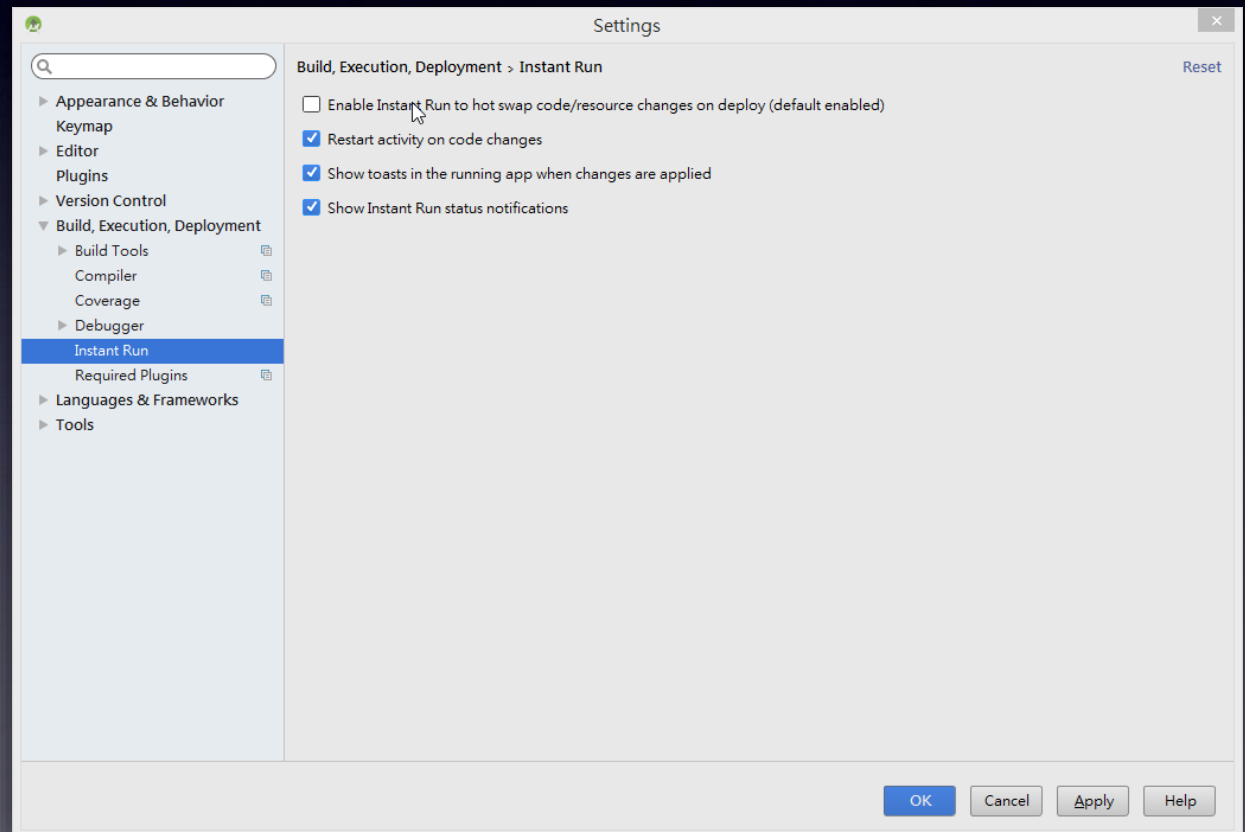 Settings
Build, Execution, Deployment › Instant Run
Reset
Appearance & Behavior
Keymap
Editor
Plugins
Version Control
Build, Execution, Deployment
Build Tools
Compiler
Coverage
Debugger
Instant Run
Required Plugins
Languages & Frameworks
Tools
Enable Instant Run to hot swap code/resource changes on deploy (default enabled)
Restart activity on code changes
Show toasts in the running app when changes are applied
Show Instant Run status notifications
OK
Cancel
Apply
Help